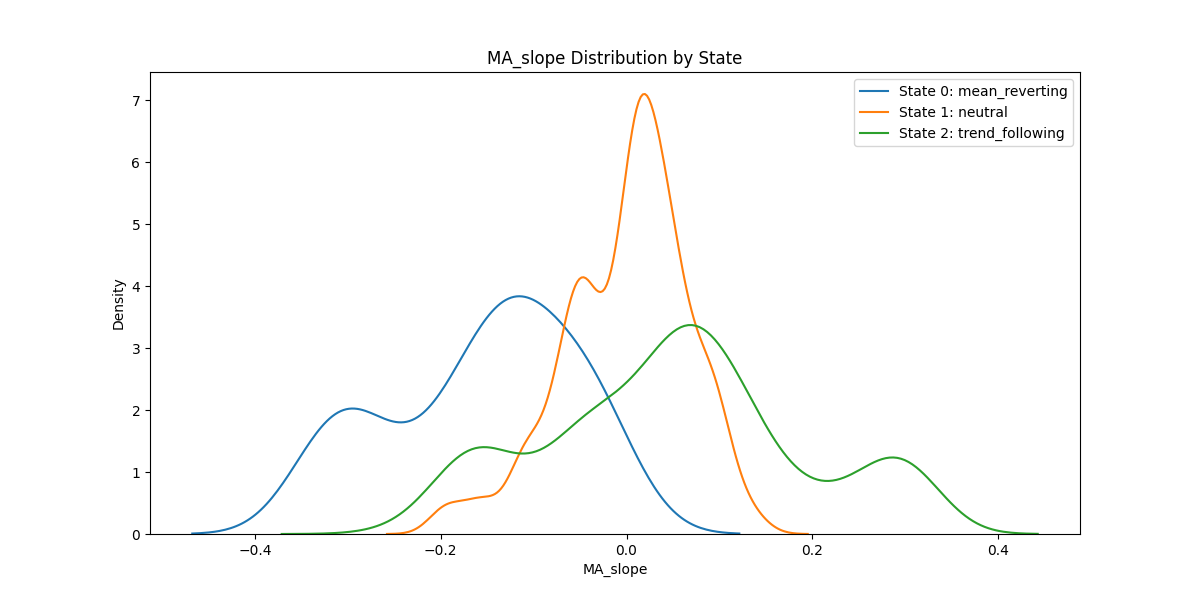 MA_slope Distribution by State
State 0: mean_reverting
State 1: neutral
State 2: trend_following
Density
7
6
5
4
3
2
1
0
−0.4
−0.2
0.0
0.2
0.4
MA_slope